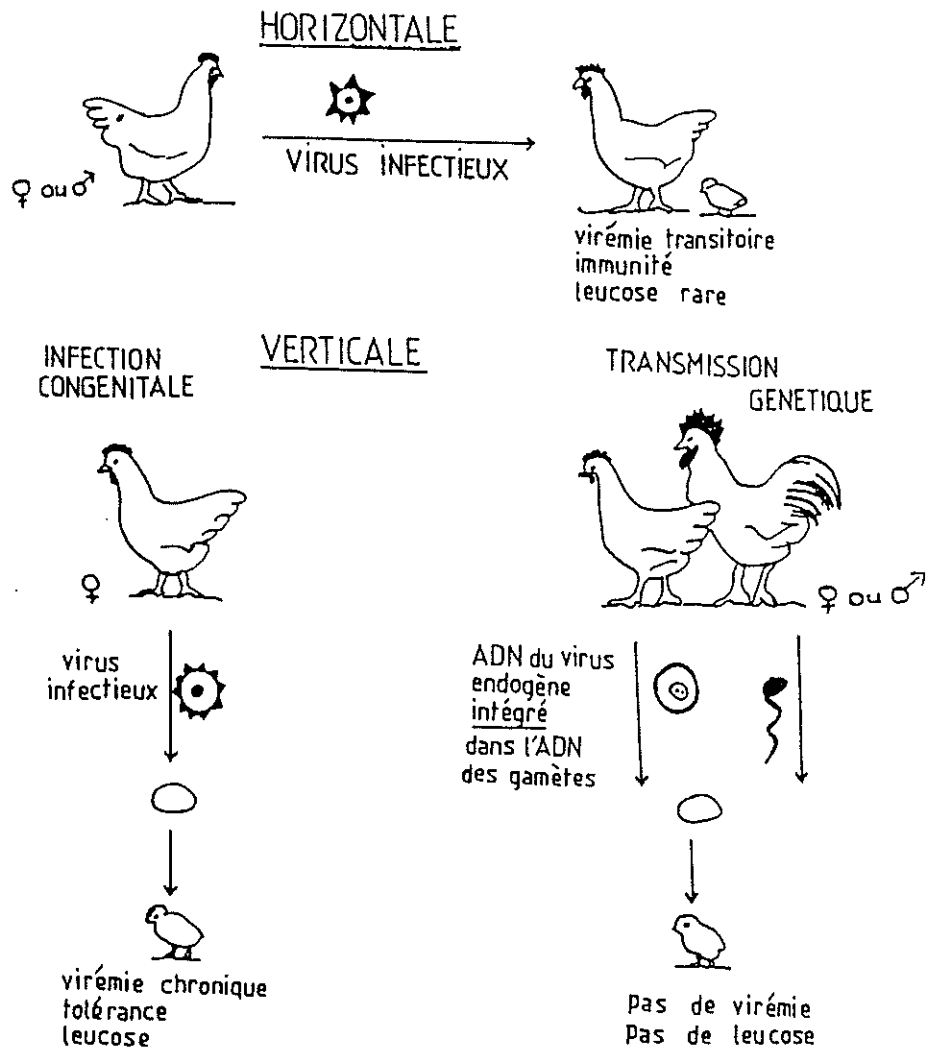 HORIZONTALE
VIRUS INFECTIEUX
♀ ou ♂
virémie transitoire
immunité
leucose rare
VERTICALE
INFECTION
CONGENITALE
♀
virus
infectieux
virémie chronique
tolérance
leucose
TRANSMISSION
GENETIQUE
♀ ou ♂
ADN du virus
endogène
intégré
dans l'ADN
des gamètes
pas de virémie
pas de leucose